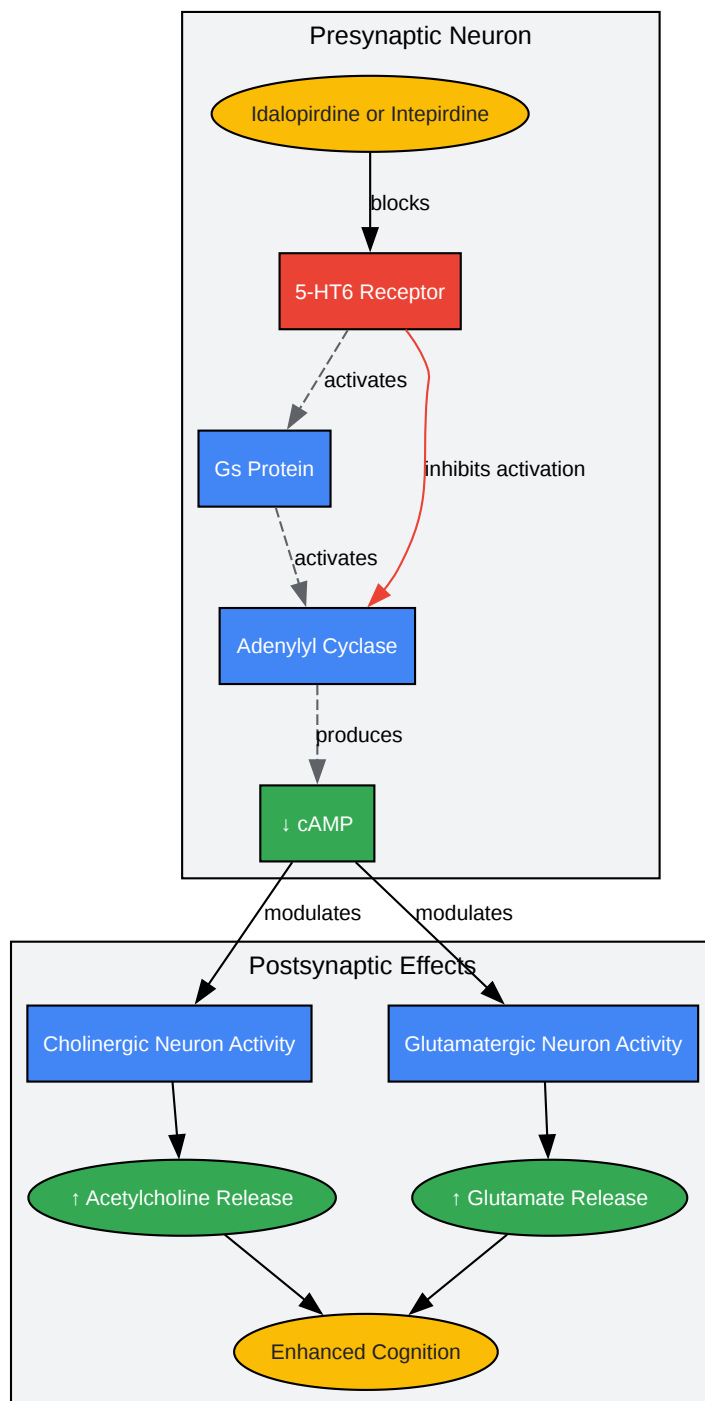 Presynaptic Neuron
Idalopirdine or Intepirdine
blocks
5-HT6 Receptor
activates
Gs Protein
inhibits activation
activates
Adenylyl Cyclase
produces
↓ cAMP
modulates
modulates
Postsynaptic Effects
Cholinergic Neuron Activity
Glutamatergic Neuron Activity
↑ Acetylcholine Release
↑ Glutamate Release
Enhanced Cognition